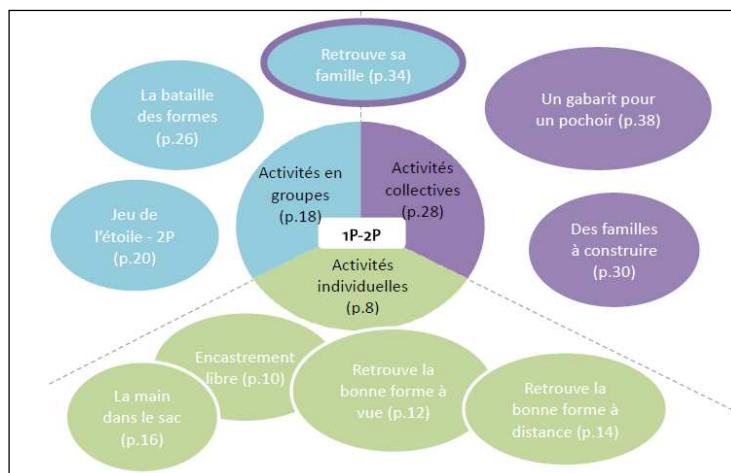 Retrouve sa
famille (p.34)
La bataille
des formes
(p.26)
Un gabarit pour
un pochoir (p.38)
Activités en
groupes
(p.18)
Activités
collectives
(p.28)
Jeu de
l'étoile - 2P
(p.20)
1P-2P
Des familles
à construire
(p.30)
Activités
individuelles
(p.8)
Encastrement
libre (p.10)
Retrouve la
bonne forme à
vue (p.12)
La main
dans le sac
(p.16)
Retrouve la
bonne forme à
distance (p.14)